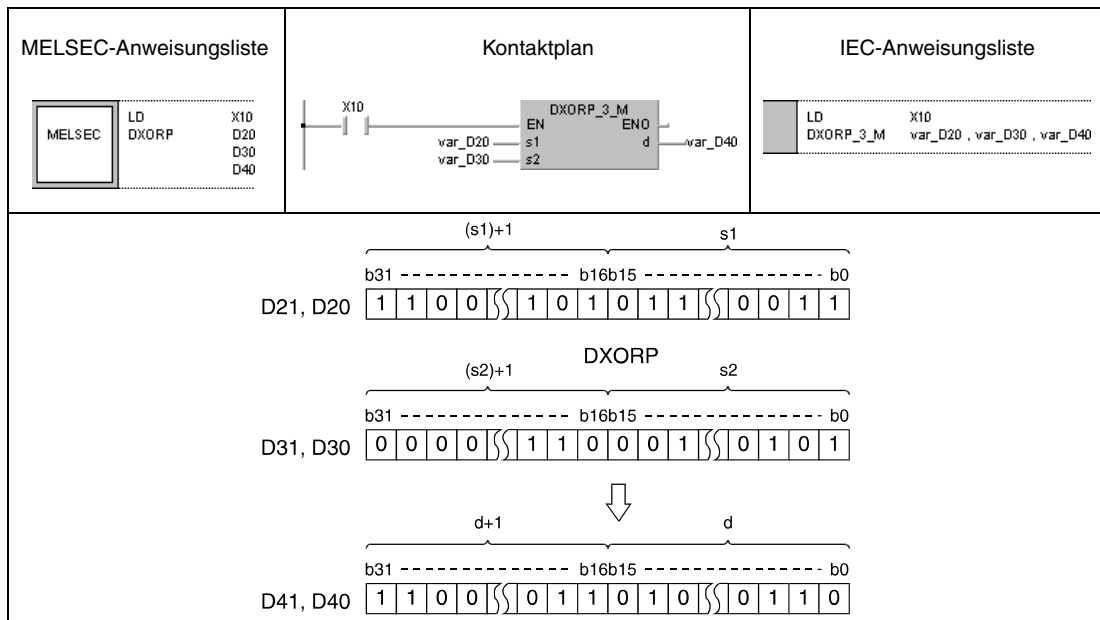 MELSEC-Anweisungsliste
MELSEC
LD X10
DXORP D20
D30
D40
Kontaktplan
X10
DXORP_3_M
EN ENO
var_D20 s1 d var_D40
var_D30 s2
IEC-Anweisungsliste
LD X10
DXORP_3_M var_D20 , var_D30 , var_D40
(s1)+1 s1
b31 b16b15 b0
D21, D20 1 1 0 0 1 0 1 0 1 1 0 0 1 1
DXORP
(s2)+1 s2
b31 b16b15 b0
D31, D30 0 0 0 0 1 1 0 0 0 1 0 1 0 1
d+1 d
b31 b16b15 b0
D41, D40 1 1 0 0 0 1 1 0 1 0 0 1 1 0